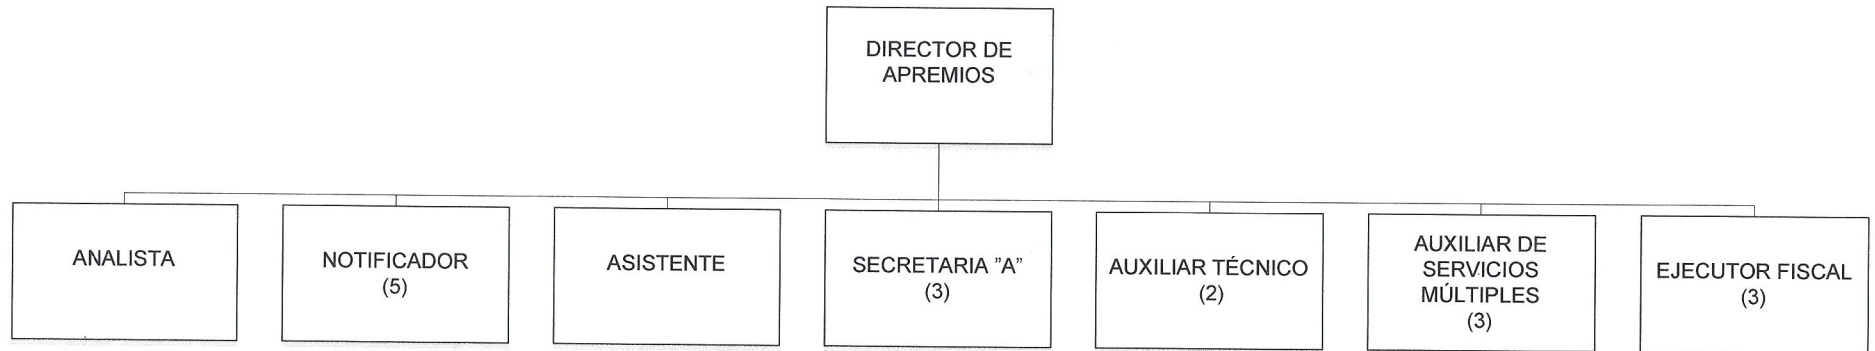 DIRECTOR DE
APREMIOS
ANALISTA
NOTIFICADOR
(5)
ASISTENTE
SECRETARIA ”A”
(3)
AUXILIAR TÉCNICO
(2)
AUXILIAR DE
SERVICIOS
MÚLTIPLES
(3)
EJECUTOR FISCAL
(3)